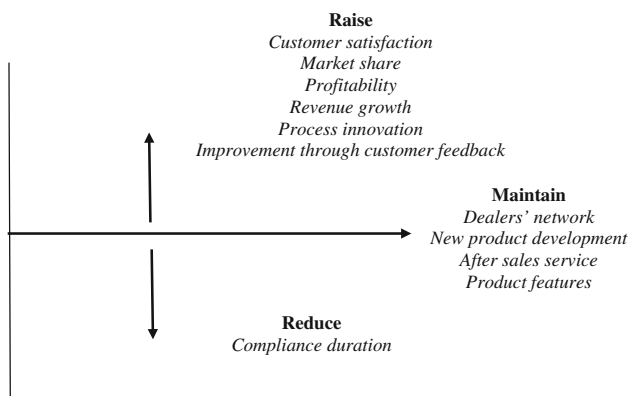 Raise
Customer satisfaction
Market share
Profitability
Revenue growth
Process innovation
Improvement through customer feedback
Maintain
Dealers' network
New product development
After sales service
Product features
Reduce
Compliance duration